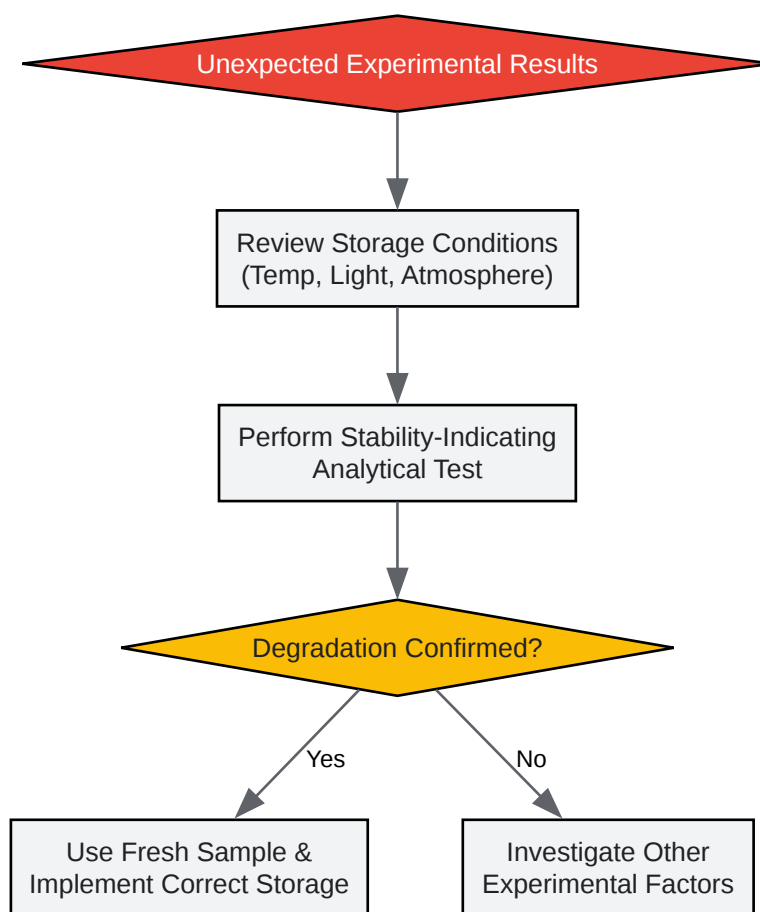 Unexpected Experimental Results
Review Storage Conditions
(Temp, Light, Atmosphere)
Perform Stability-Indicating
Analytical Test
Degradation Confirmed?
Yes
No
Use Fresh Sample &
Implement Correct Storage
Investigate Other
Experimental Factors